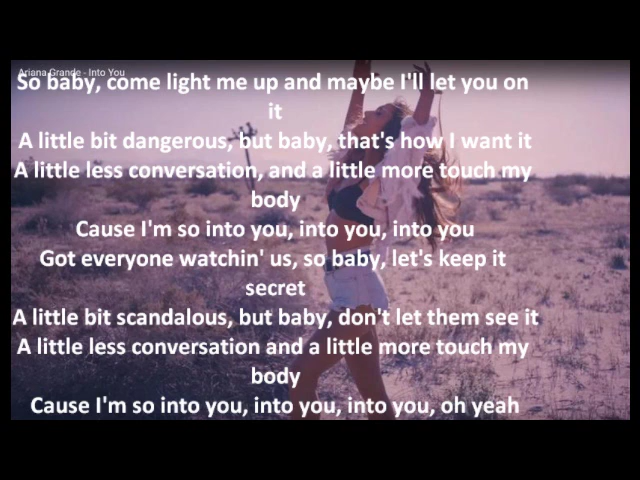 Ariana Grande - Into You
So baby, come light me up and maybe I'll let you on
it
A little bit dangerous, but baby, that's how I want it
A little less conversation, and a little more touch my
body
Cause I'm so into you, into you, into you
Got everyone watchin' us, so baby, let's keep it
secret
A little bit scandalous, but baby, don't let them see it
A little less conversation and a little more touch my
body
Cause I'm so into you, into you, into you, oh yeah